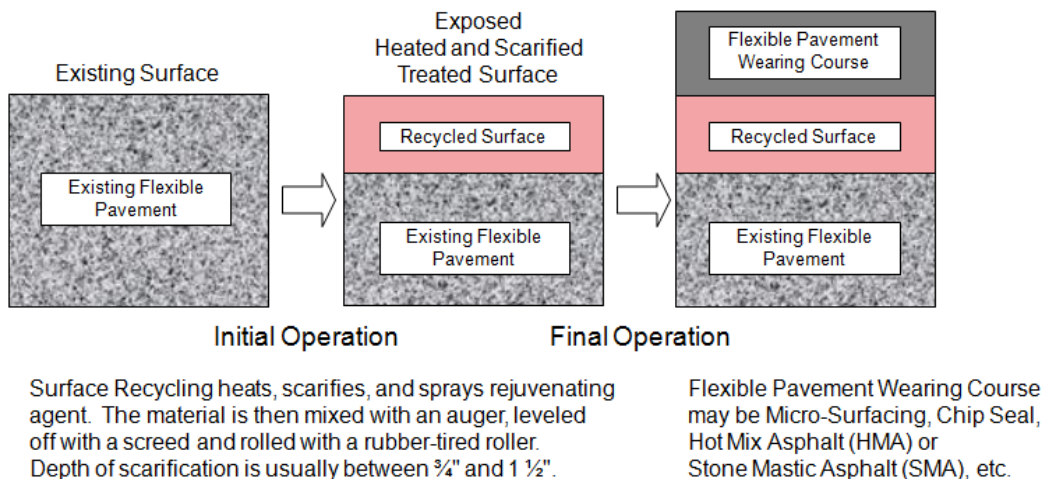 Existing Surface
Existing Flexible
Pavement
Exposed
Heated and Scarified
Treated Surface
Recycled Surface
Existing Flexible
Pavement
Flexible Pavement
Wearing Course
Recycled Surface
Existing Flexible
Pavement
Initial Operation
Final Operation
Surface Recycling heats, scarifies, and sprays rejuvenating
agent. The material is then mixed with an auger, leveled
off with a screed and rolled with a rubber-tired roller.
Depth of scarification is usually between ¾" and 1 ½".
Flexible Pavement Wearing Course
may be Micro-Surfacing, Chip Seal,
Hot Mix Asphalt (HMA) or
Stone Mastic Asphalt (SMA), etc.